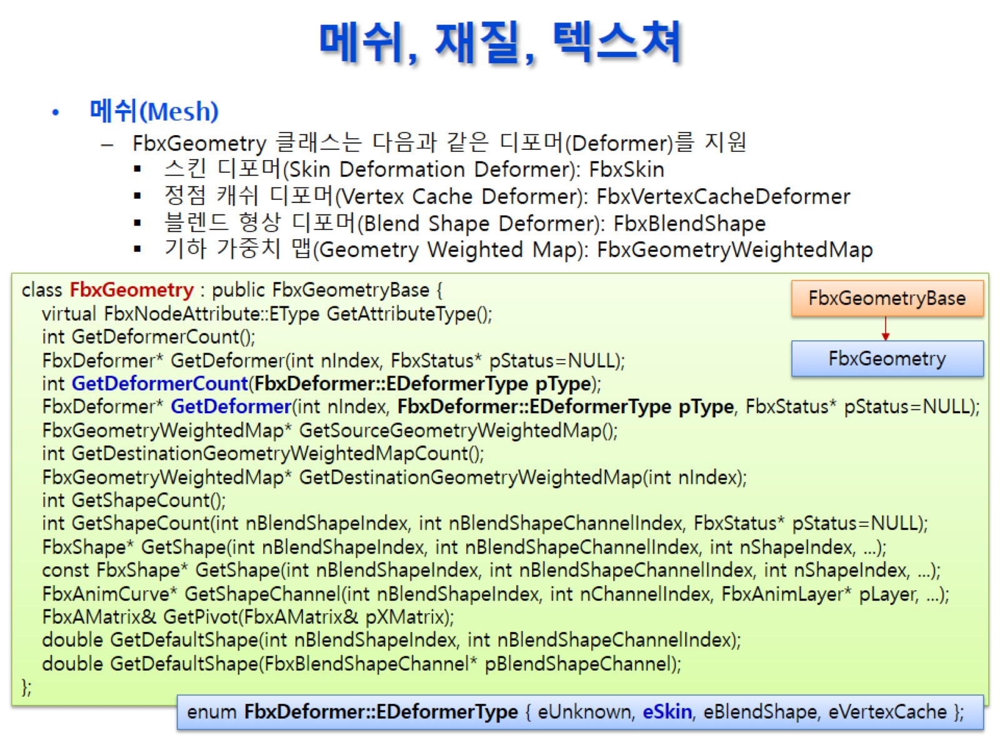 메쉬, 재질, 텍스쳐
• 메쉬(Mesh)
– FbxGeometry 클래스는 다음과 같은 디포머(Deformer)를 지원
▪ 스킨 디포머(Skin Deformation Deformer): FbxSkin
▪ 정점 캐쉬 디포머(Vertex Cache Deformer): FbxVertexCacheDeformer
▪ 블렌드 형상 디포머(Blend Shape Deformer): FbxBlendShape
▪ 기하 가중치 맵(Geometry Weighted Map): FbxGeometryWeightedMap
class FbxGeometry : public FbxGeometryBase {
virtual FbxNodeAttribute::EType GetAttributeType();
int GetDeformerCount();
FbxDeformer* GetDeformer(int nIndex, FbxStatus* pStatus=NULL);
int GetDeformerCount(FbxDeformer::EDeformerType pType);
FbxDeformer* GetDeformer(int nIndex, FbxDeformer::EDeformerType pType, FbxStatus* pStatus=NULL);
FbxGeometryWeightedMap* GetSourceGeometryWeightedMap();
int GetDestinationGeometryWeightedMapCount();
FbxGeometryWeightedMap* GetDestinationGeometryWeightedMap(int nIndex);
int GetShapeCount();
int GetShapeCount(int nBlendShapeIndex, int nBlendShapeChannelIndex, FbxStatus* pStatus=NULL);
FbxShape* GetShape(int nBlendShapeIndex, int nBlendShapeChannelIndex, int nShapeIndex, ...);
const FbxShape* GetShape(int nBlendShapeIndex, int nBlendShapeChannelIndex, int nShapeIndex, ...);
FbxAnimCurve* GetShapeChannel(int nBlendShapeIndex, int nChannelIndex, FbxAnimLayer* pLayer, ...);
FbxAMatrix& GetPivot(FbxAMatrix& pXMatrix);
double GetDefaultShape(int nBlendShapeIndex, int nBlendShapeChannelIndex);
double GetDefaultShape(FbxBlendShapeChannel* pBlendShapeChannel);
};
FbxGeometryBase
FbxGeometry
enum FbxDeformer::EDeformerType { eUnknown, eSkin, eBlendShape, eVertexCache };